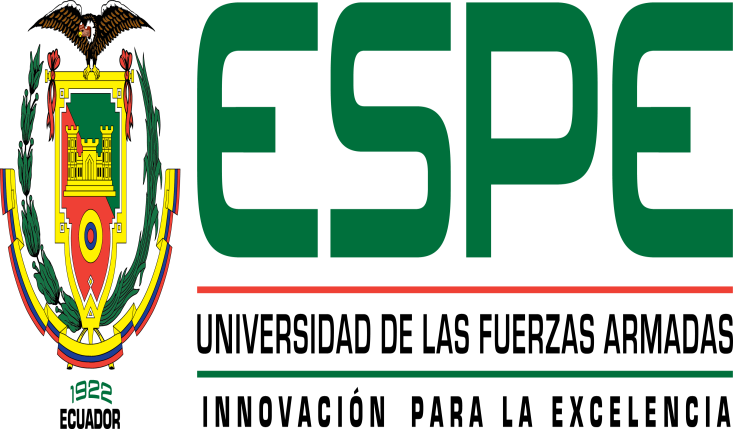 ESPE
UNIVERSIDAD DE LAS FUERZAS ARMADAS
INNOVACIÓN PARA LA EXCELENCIA
1922
ECUADOR